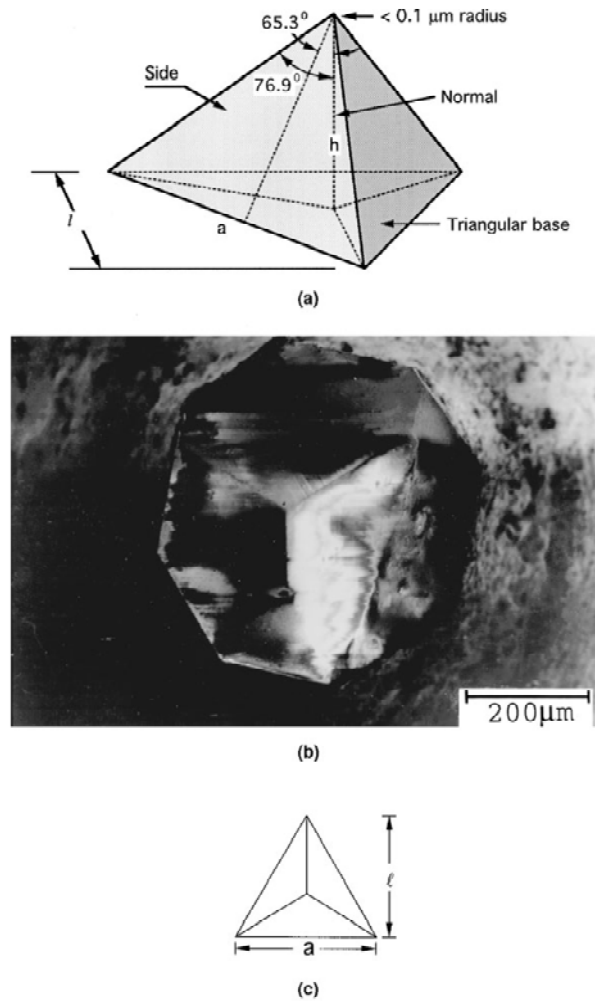 65.3°
< 0.1 μm radius
76.9°
Side
Normal
h
l
a
Triangular base
(a)
200μm
(b)
ℓ
a
(c)